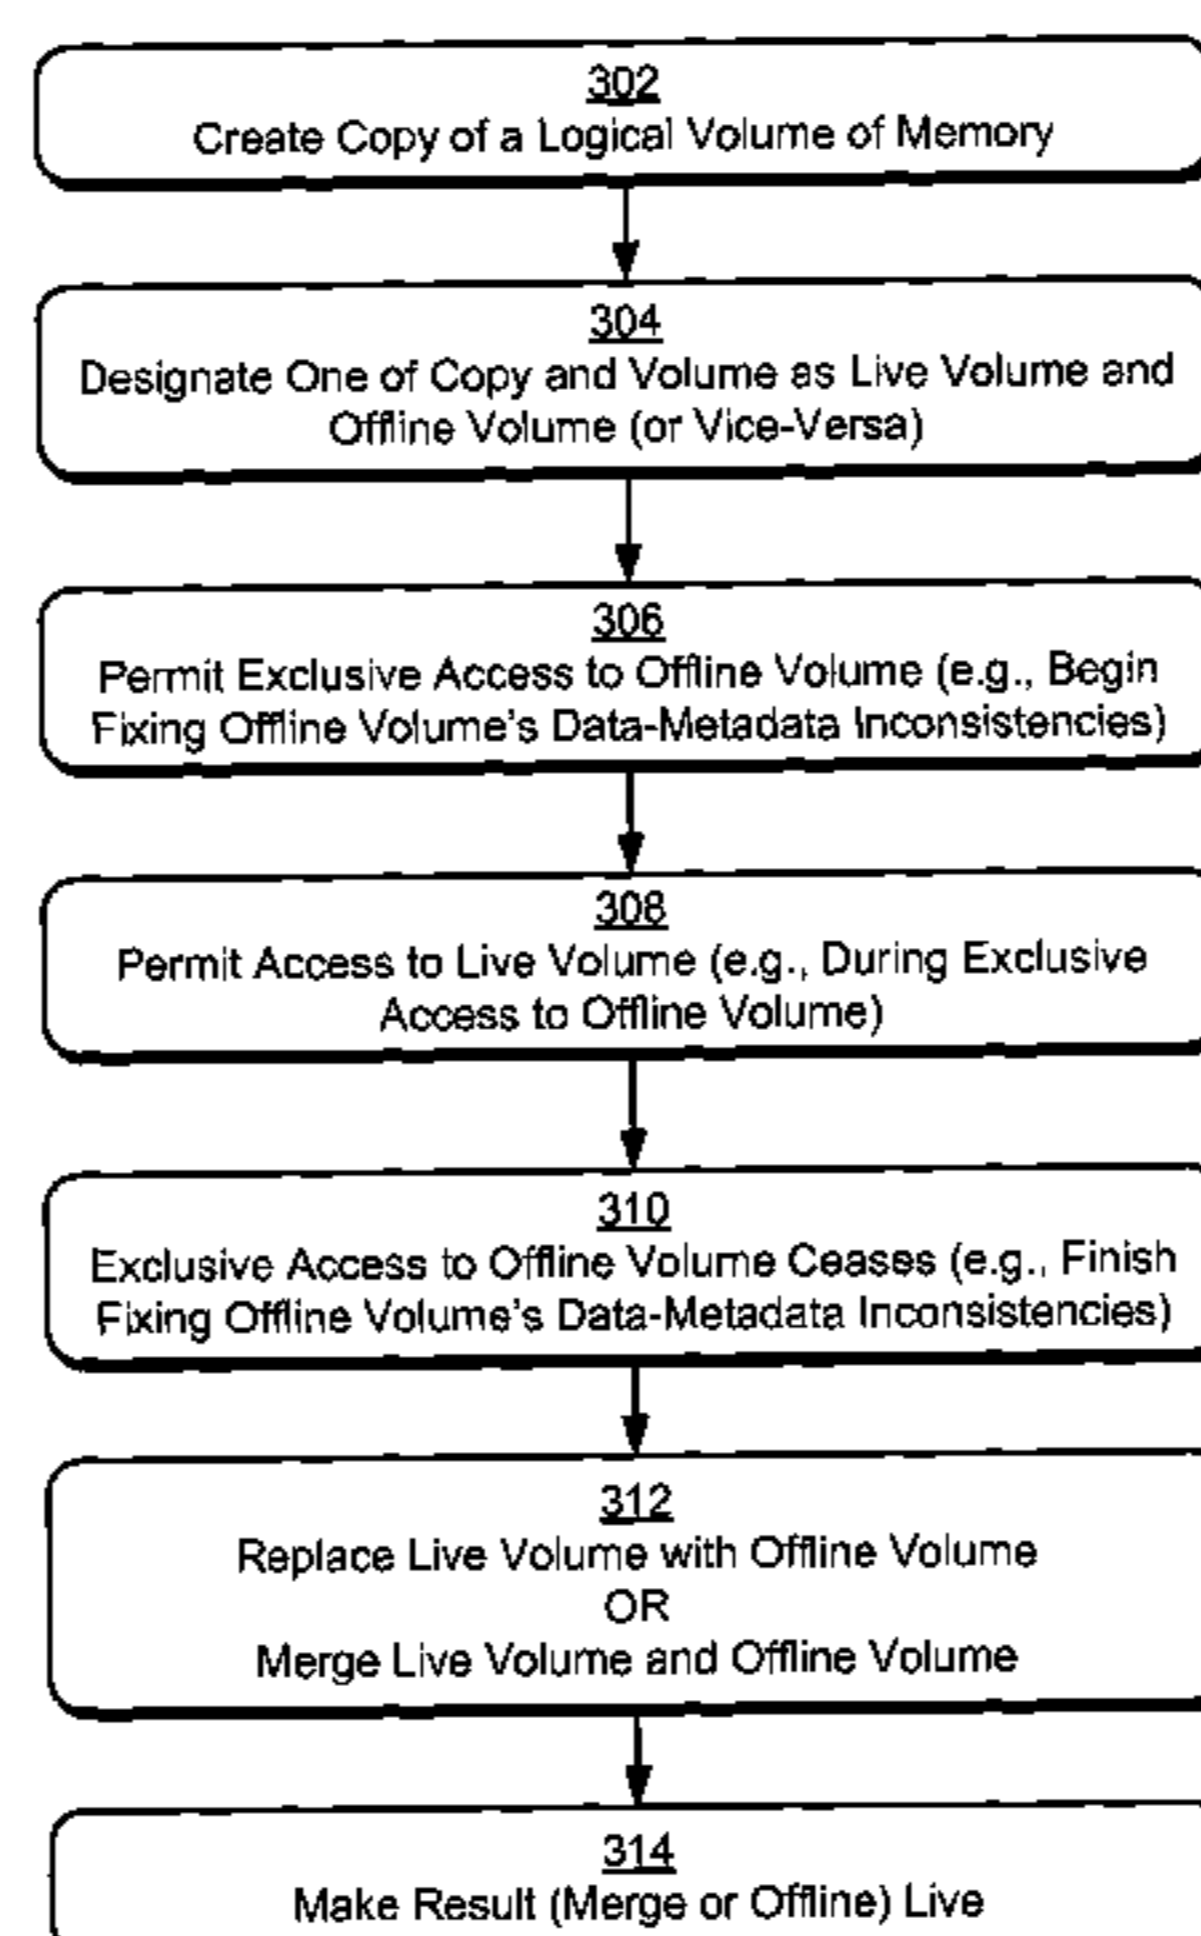 302
Create Copy of a Logical Volume of Memory
304
Designate One of Copy and Volume as Live Volume and
Offline Volume (or Vice-Versa)
306
Permit Exclusive Access to Offline Volume (e.g., Begin
Fixing Offline Volume's Data-Metadata Inconsistencies)
308
Permit Access to Live Volume (e.g., During Exclusive
Access to Offline Volume)
310
Exclusive Access to Offline Volume Ceases (e.g., Finish
Fixing Offline Volume's Data-Metadata Inconsistencies)
312
Replace Live Volume with Offline Volume
OR
Merge Live Volume and Offline Volume
314
Make Result (Merge or Offline) Live